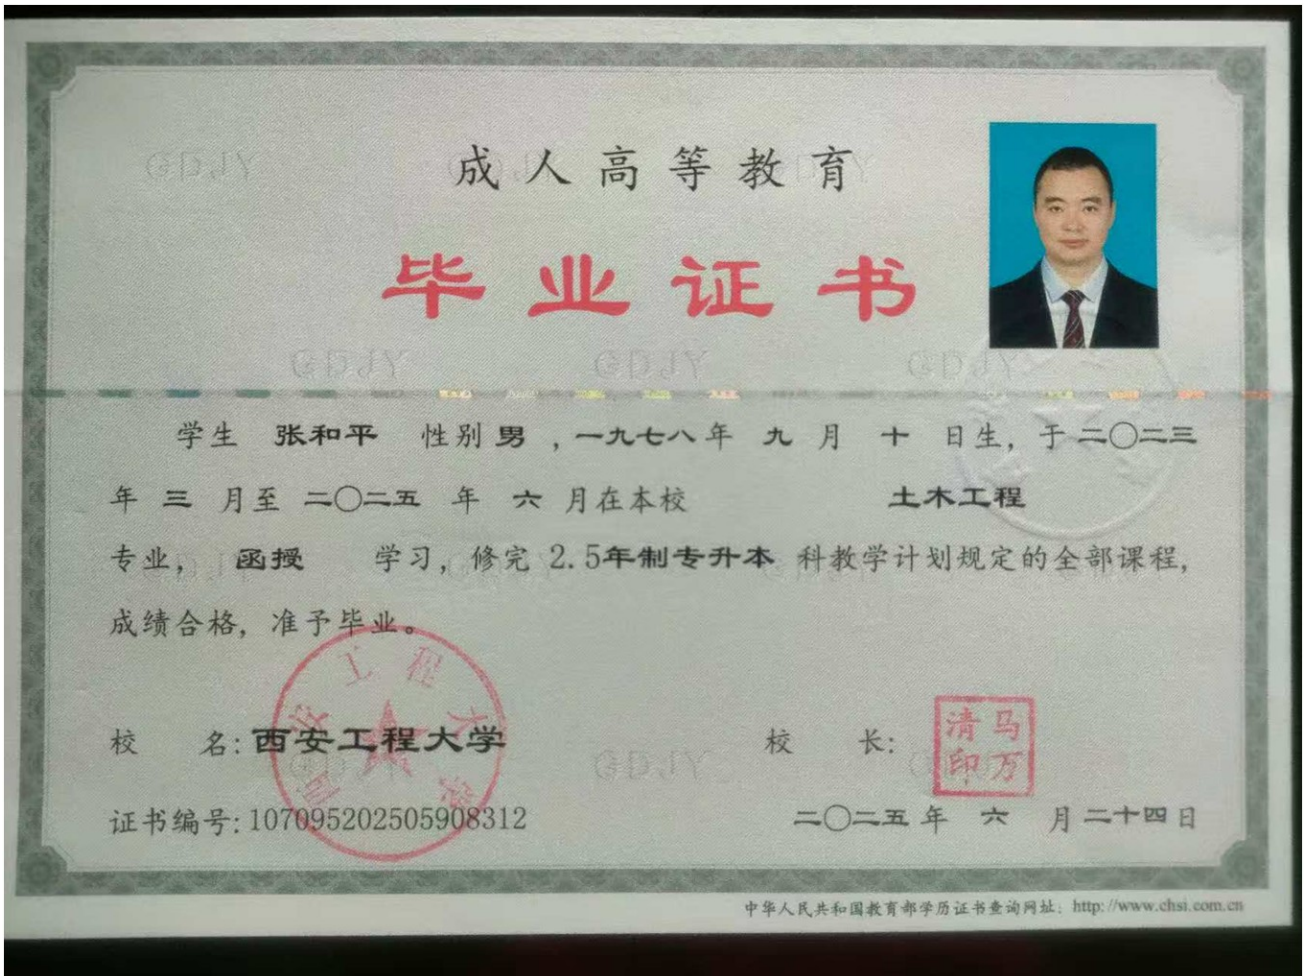 成人高等教育
毕业证书
学生 张和平 性别 男 ，一九七八年 九 月 十 日生，于 二〇二三
年 三 月至 二〇二五 年 六 月在本校 土木工程
专业， 函授 学习，修完 2.5年制专升本 科教学计划规定的全部课程，
成绩合格，准予毕业。
校 名：西安工程大学
校 长：
马万清印
证书编号：107095202505908312
二〇二五年 六 月二十四日
中华人民共和国教育部学历证书查询网址：http://www.chsi.com.cn